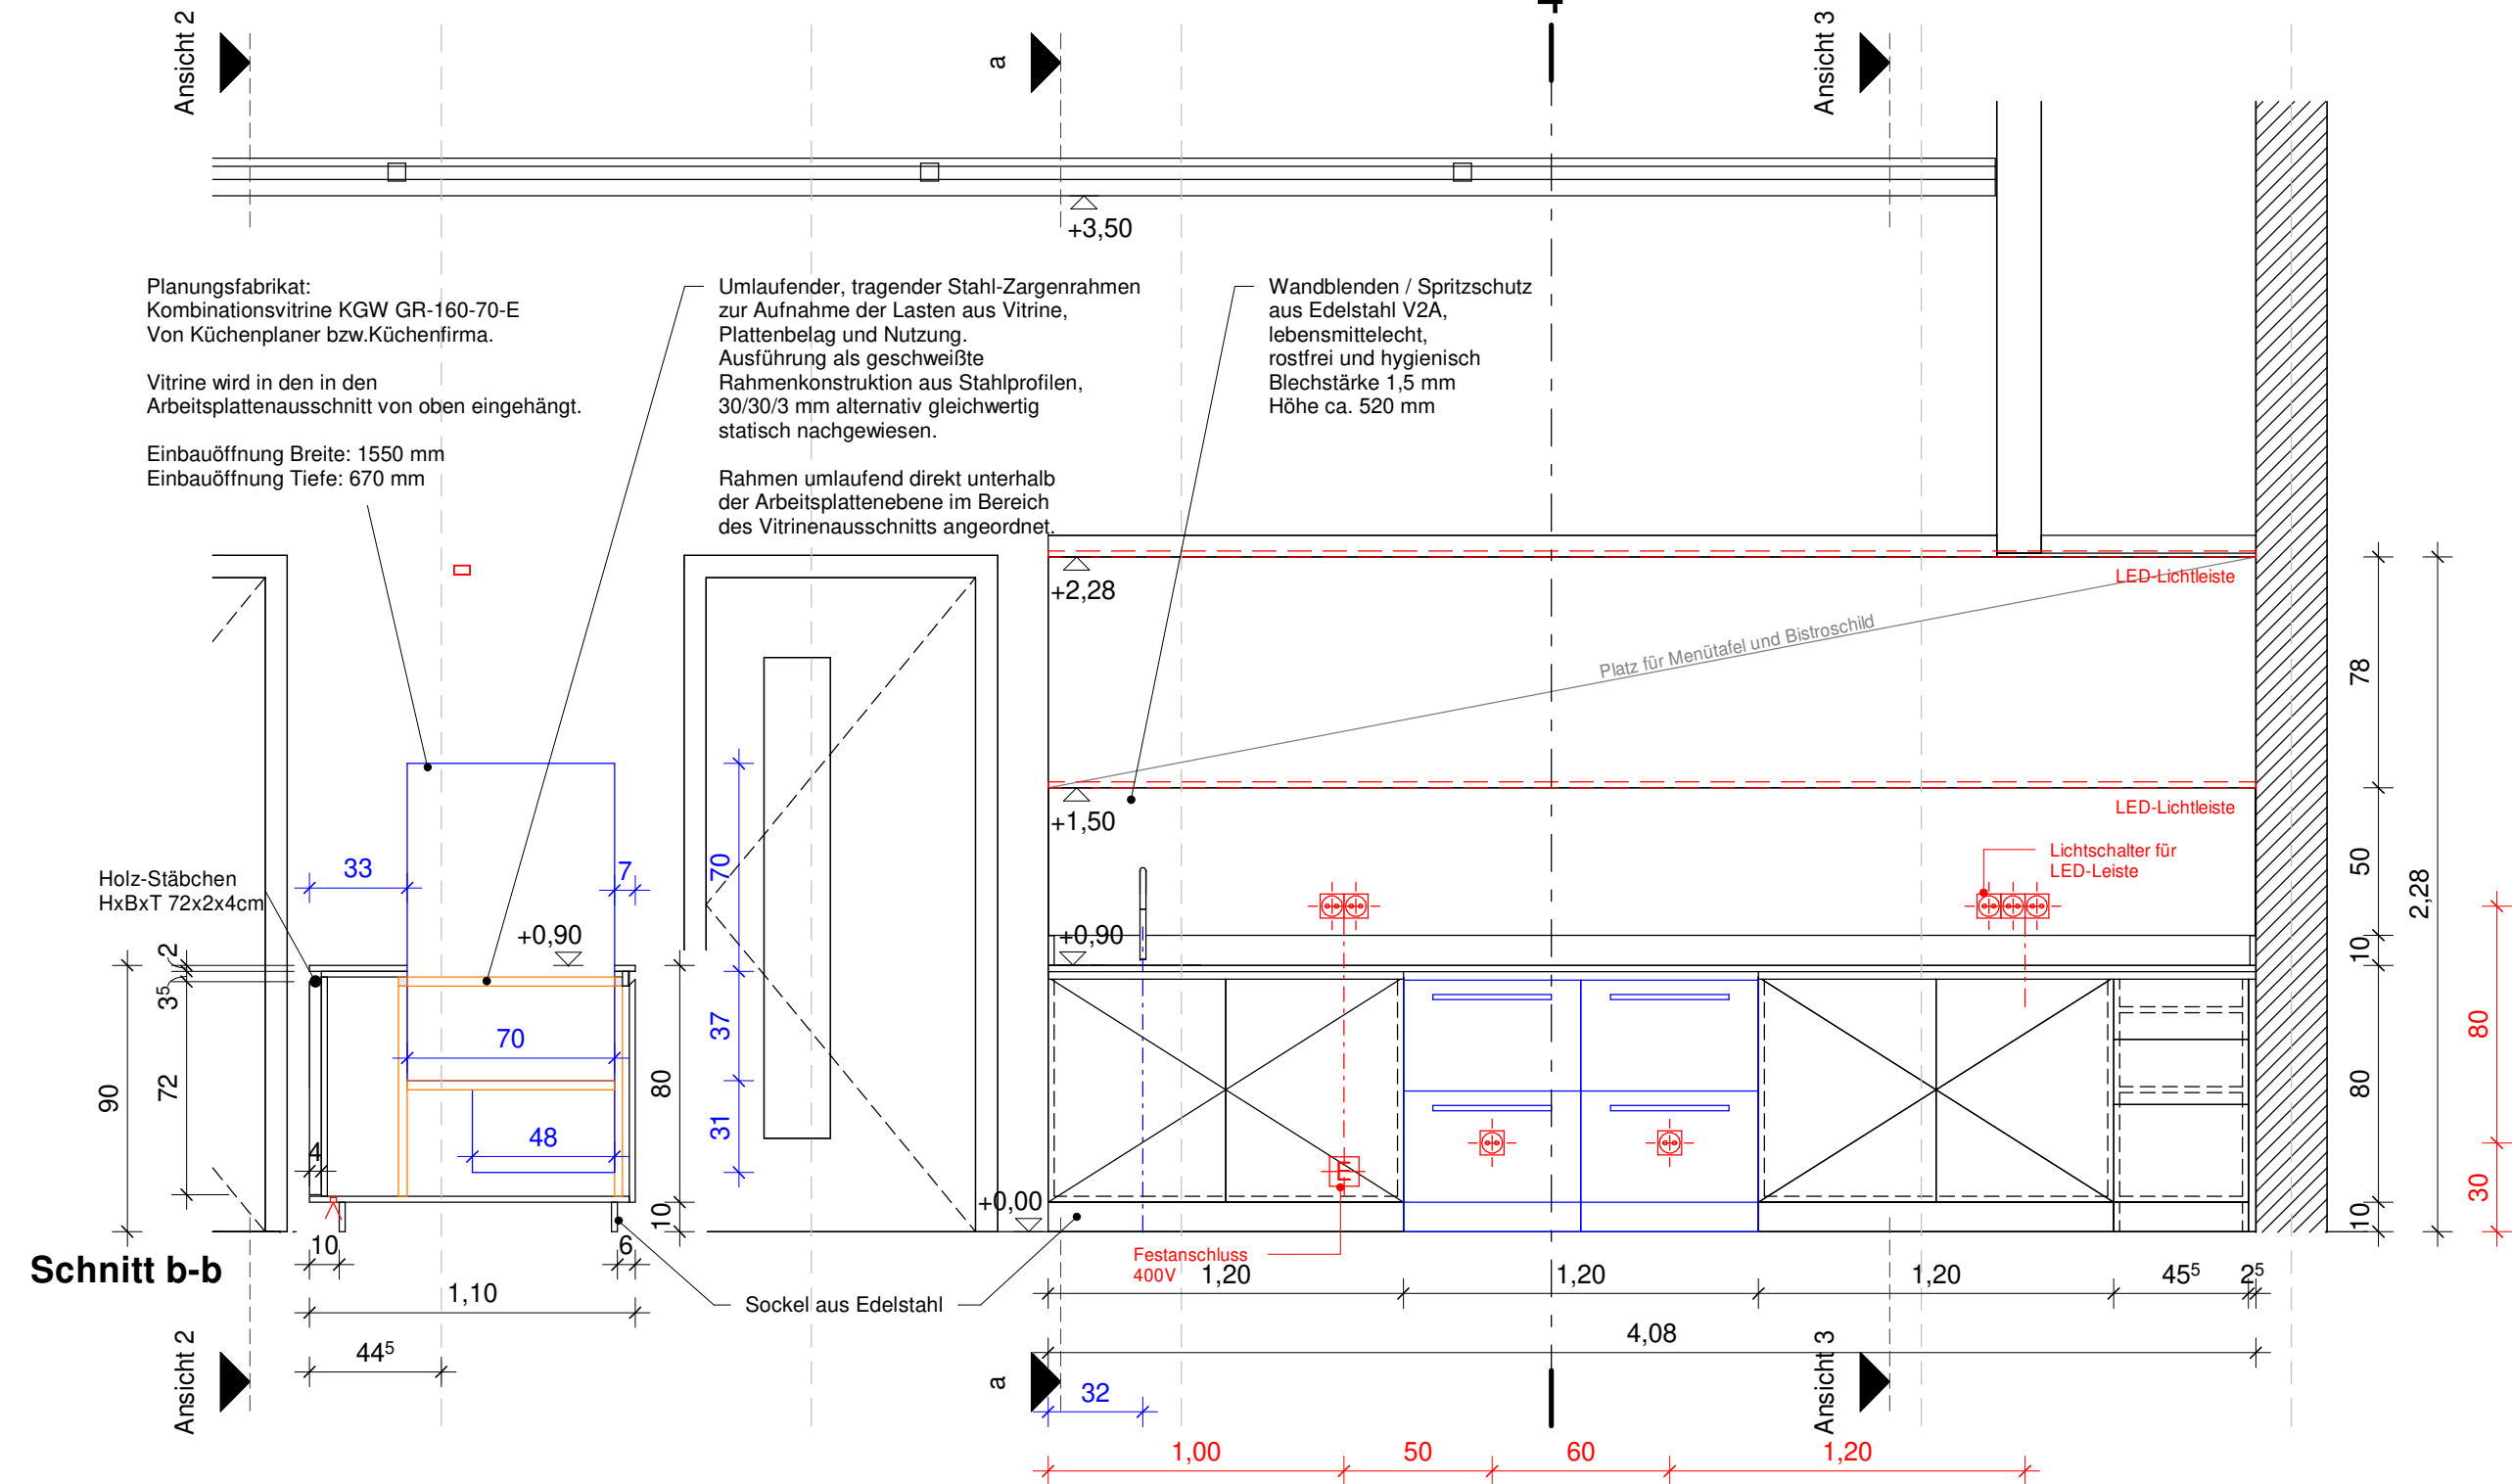 Ansicht 2
a
Ansicht 3
+3,50
Planungsfabrikat:
Kombinationsvitrine KGW GR-160-70-E
Von Küchenplaner bzw.Küchenfirma.
Vitrine wird in den in den
Arbeitsplattenausschnitt von oben eingehängt.
Einbauöffnung Breite: 1550 mm
Einbauöffnung Tiefe: 670 mm
Umlaufender, tragender Stahl-Zargenrahmen
zur Aufnahme der Lasten aus Vitrine,
Plattenbelag und Nutzung.
Ausführung als geschweißte
Rahmenkonstruktion aus Stahlprofilen,
30/30/3 mm alternativ gleichwertig
statisch nachgewiesen.
Rahmen umlaufend direkt unterhalb
der Arbeitsplattenebene im Bereich
des Vitrinenausschnitts angeordnet.
Wandblenden / Spritzschutz
aus Edelstahl V2A,
lebensmittelecht,
rostfrei und hygienisch
Blechstärke 1,5 mm
Höhe ca. 520 mm
+2,28
LED-Lichtleiste
Platz für Menütafel und Bistroschild
+1,50
LED-Lichtleiste
Lichtschalter für
LED-Leiste
Holz-Stäbchen
HxBxT 72x2x4cm
33
7
70
+0,90
+0,90
2
3⁵
72
90
70
48
4
37
31
80
10
10
6
+0,00
78
50
10
80
10
2,28
80
30
Schnitt b-b
1,10
44⁵
Sockel aus Edelstahl
Festanschluss
400V
1,20
1,20
1,20
45⁵
2⁵
4,08
Ansicht 2
a
Ansicht 3
32
1,00
50
60
1,20